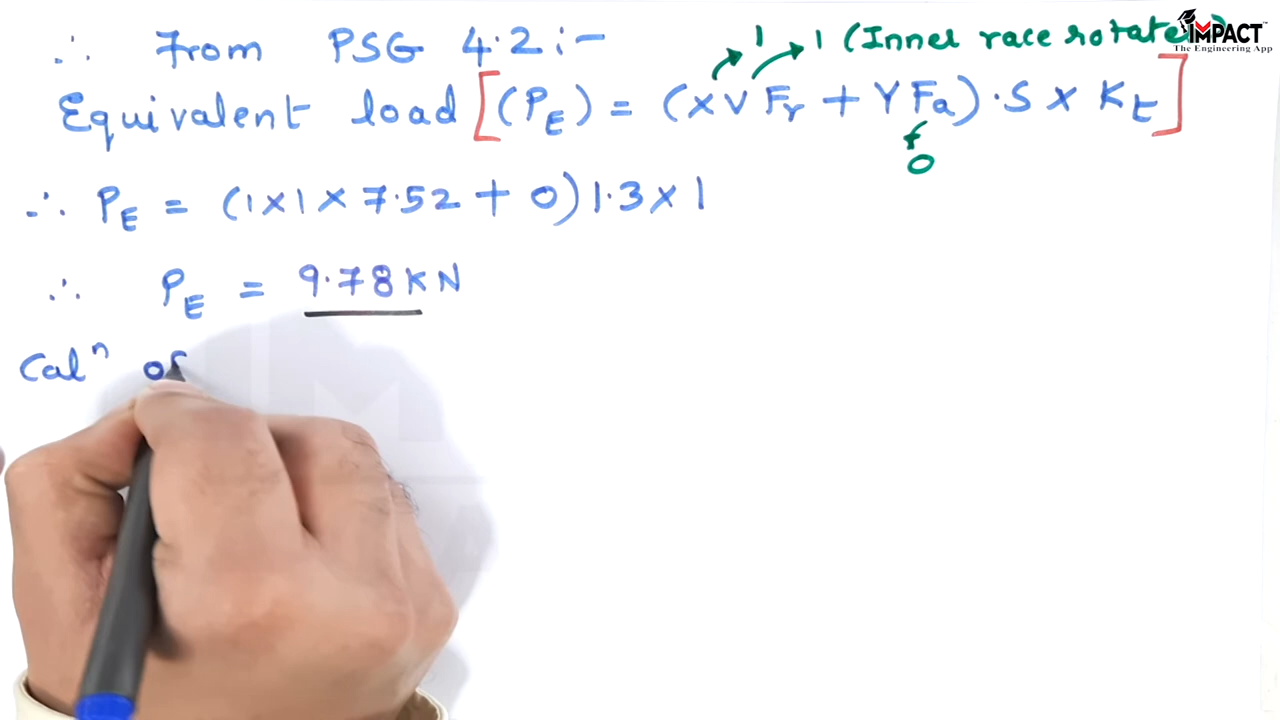 ∴ From PSG 4.2 :-
1 1 (Inner race rotates)
IMPACT
The Engineering App
Equivalent load [(P_E) = (X V F_r + Y F_a) . S x K_t]
0
∴ P_E = (1 x 1 x 7.52 + 0) 1.3 x 1
∴ P_E = 9.78 KN
Calⁿ of